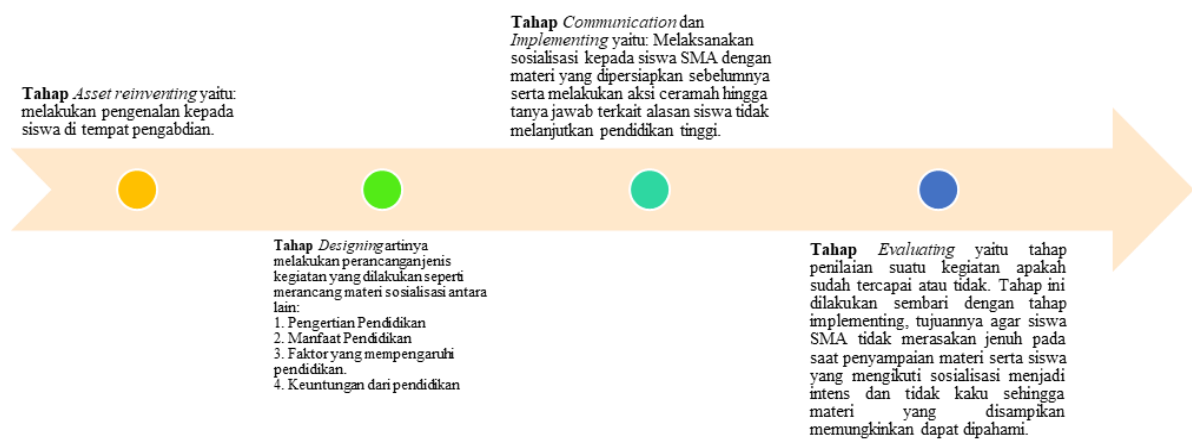 Tahap Asset reinventing yaitu:
melakukan pengenalan kepada
siswa di tempat pengabdian.
Tahap Designing artinya
melakukan perancangan jenis
kegiatan yang dilakukan seperti
merancang materi sosialisasi antara
lain:
1. Pengertian Pendidikan
2. Manfaat Pendidikan
3. Faktor yang mempengaruhi
pendidikan.
4. Keuntungan dari pendidikan
Tahap Communication dan
Implementing yaitu: Melaksanakan
sosialisasi kepada siswa SMA dengan
materi yang dipersiapkan sebelumnya
serta melakukan aksi ceramah hingga
tanya jawab terkait alasan siswa tidak
melanjutkan pendidikan tinggi.
Tahap Evaluating yaitu tahap
penilaian suatu kegiatan apakah
sudah tercapai atau tidak. Tahap ini
dilakukan sembari dengan tahap
implementing, tujuannya agar siswa
SMA tidak merasakan jenuh pada
saat penyampaian materi serta siswa
yang mengikuti sosialisasi menjadi
intens dan tidak kaku sehingga
materi yang disampikan
memungkinkan dapat dipahami.